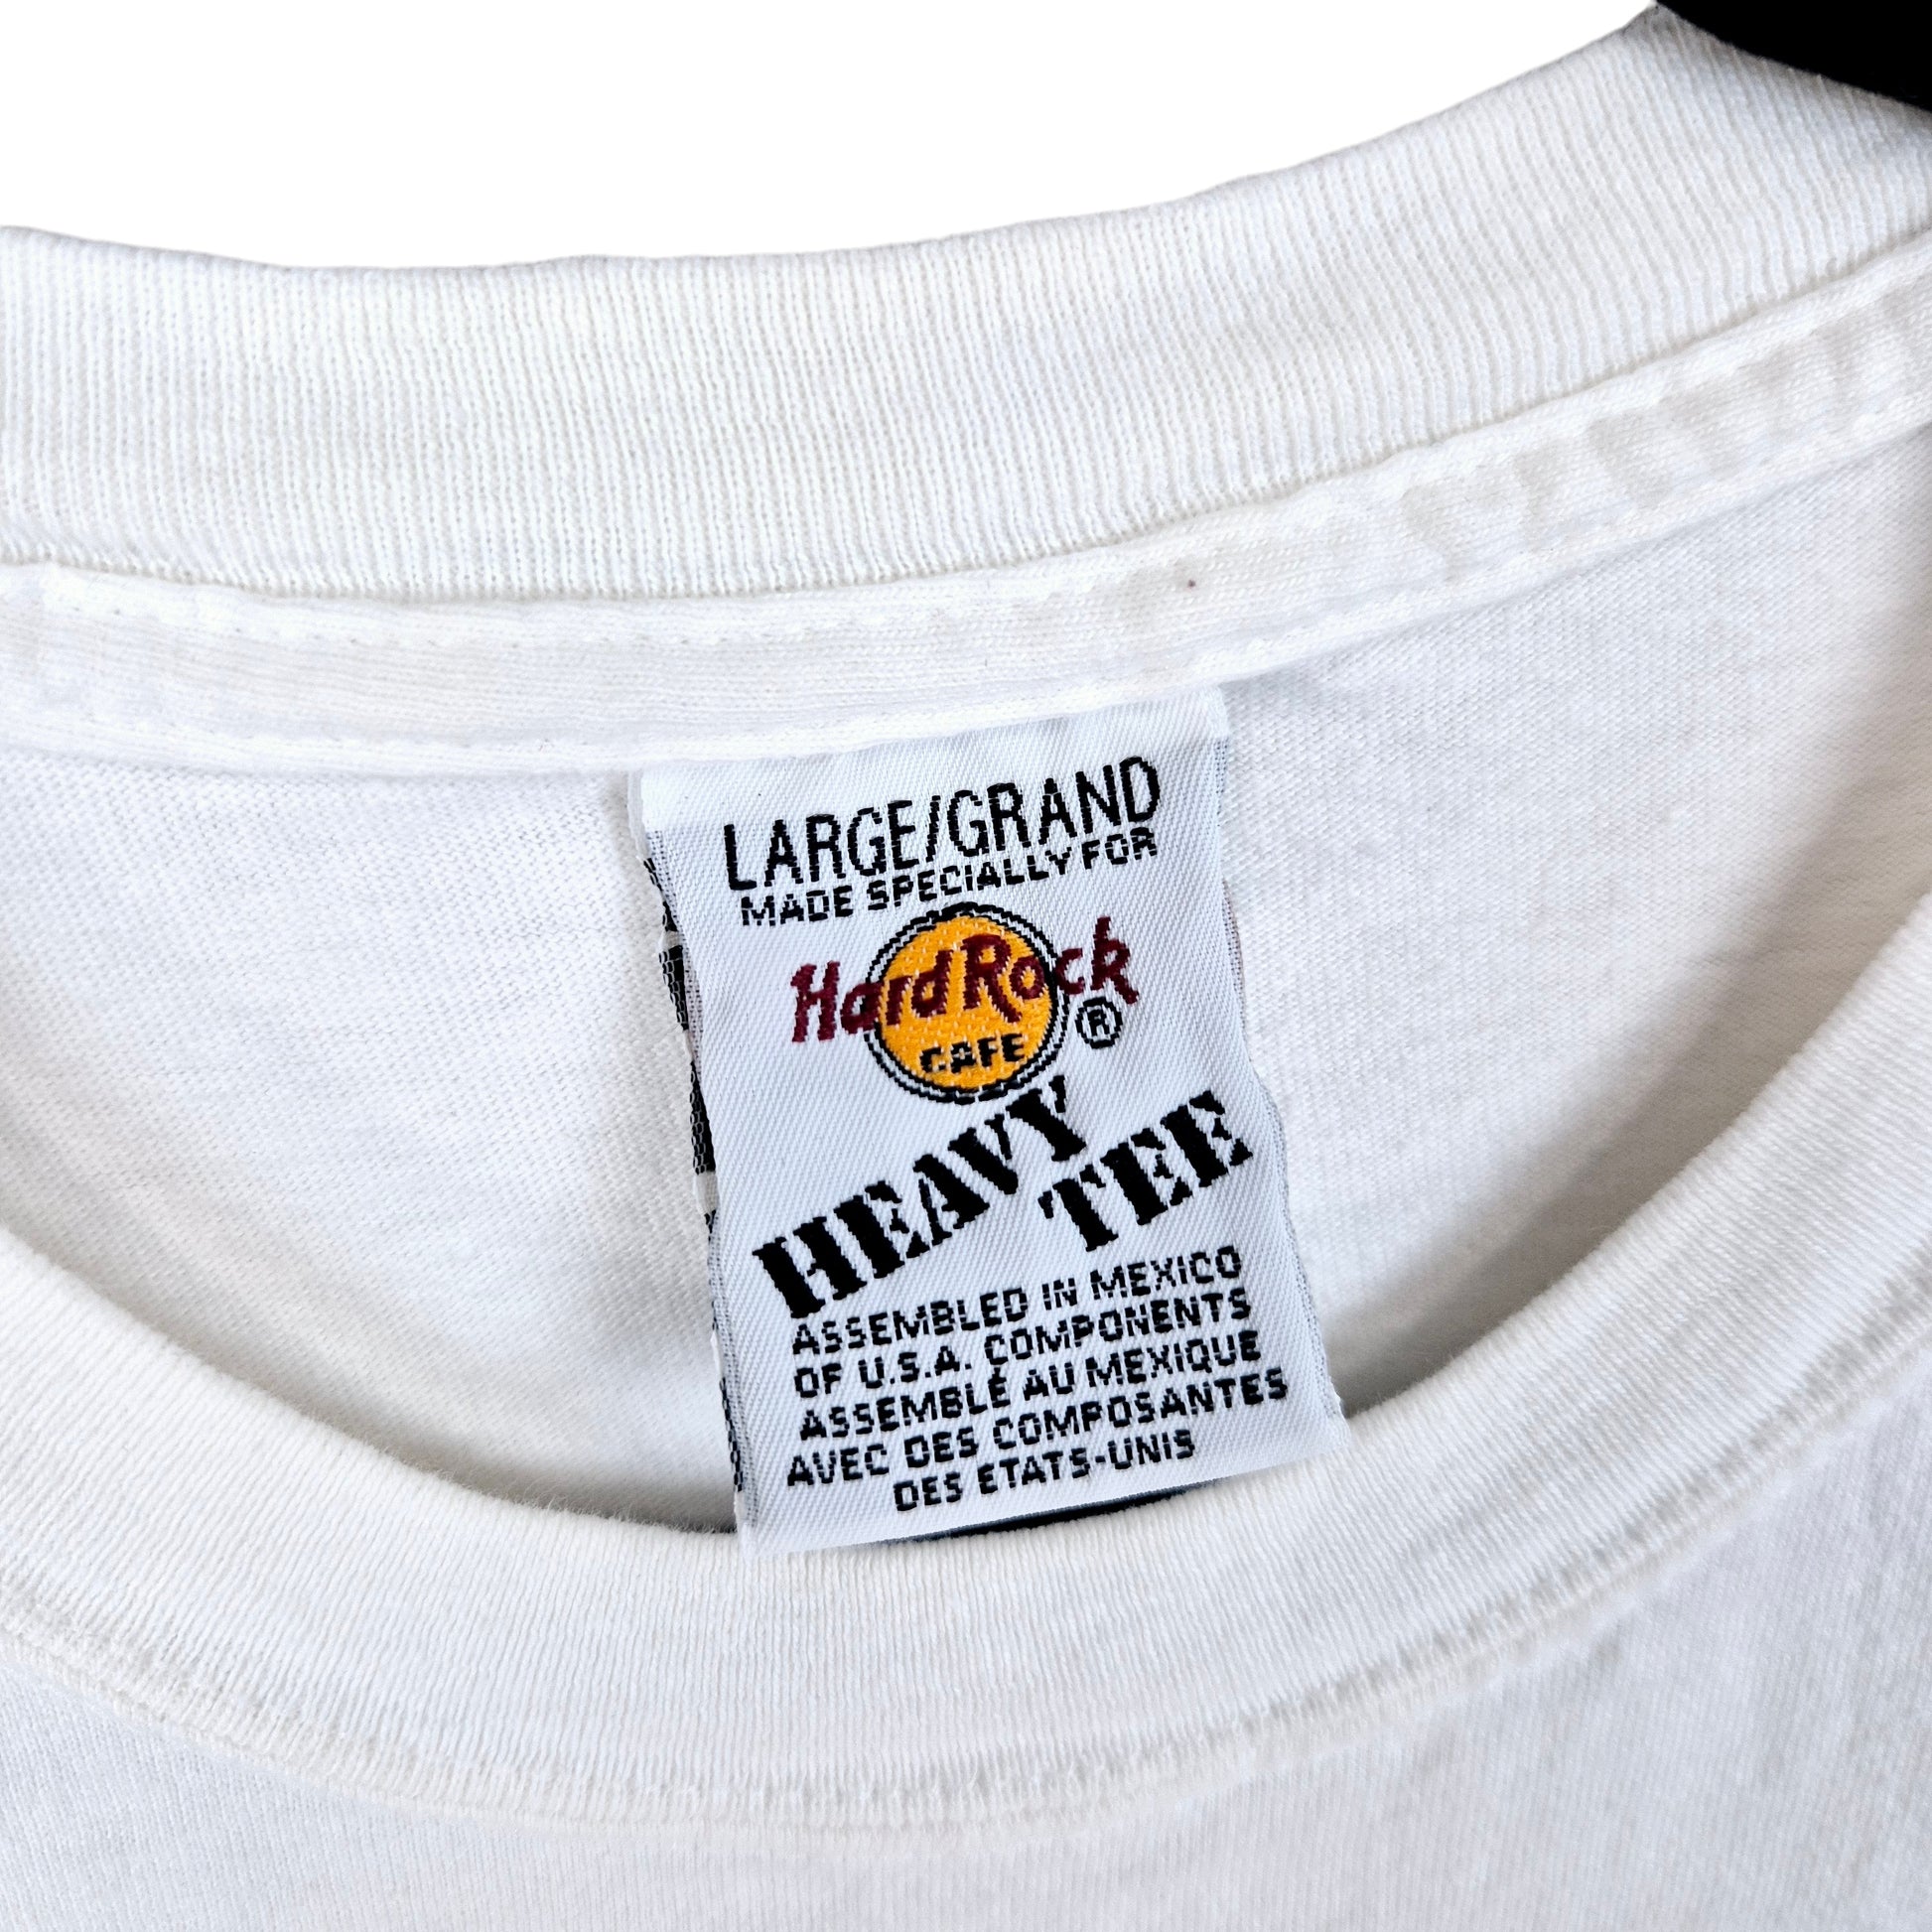 LARGE/GRAND
MADE SPECIALLY FOR
Hard Rock
CAFE
®
HEAVY
TEE
ASSEMBLED IN MEXICO
OF U.S.A. COMPONENTS
ASSEMBLÉ AU MEXIQUE
AVEC DES COMPOSANTES
DES ETATS-UNIS